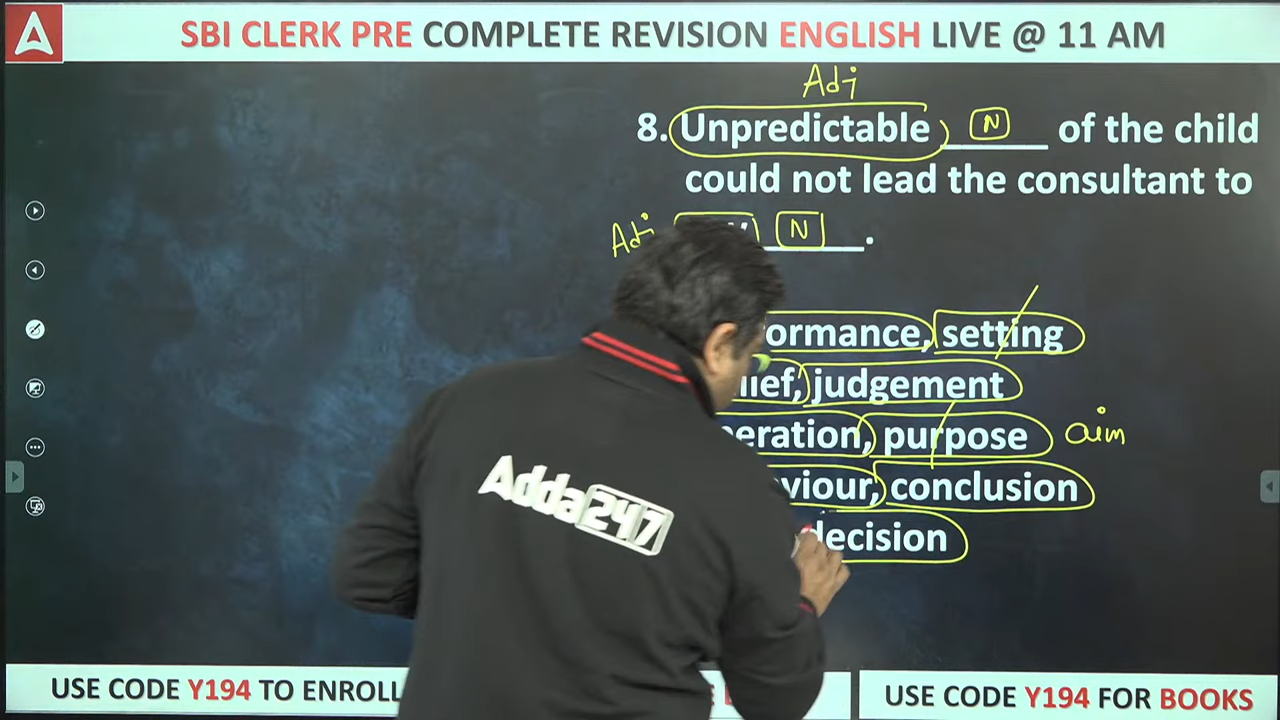 SBI CLERK PRE COMPLETE REVISION ENGLISH LIVE @ 11 AM
Adj
8. Unpredictable N of the child
could not lead the consultant to
Adj N .
ormance, setting
lief, judgement
eration, purpose aim
viour, conclusion
decision
Adda247
USE CODE Y194 TO ENROLL
USE CODE Y194 FOR BOOKS